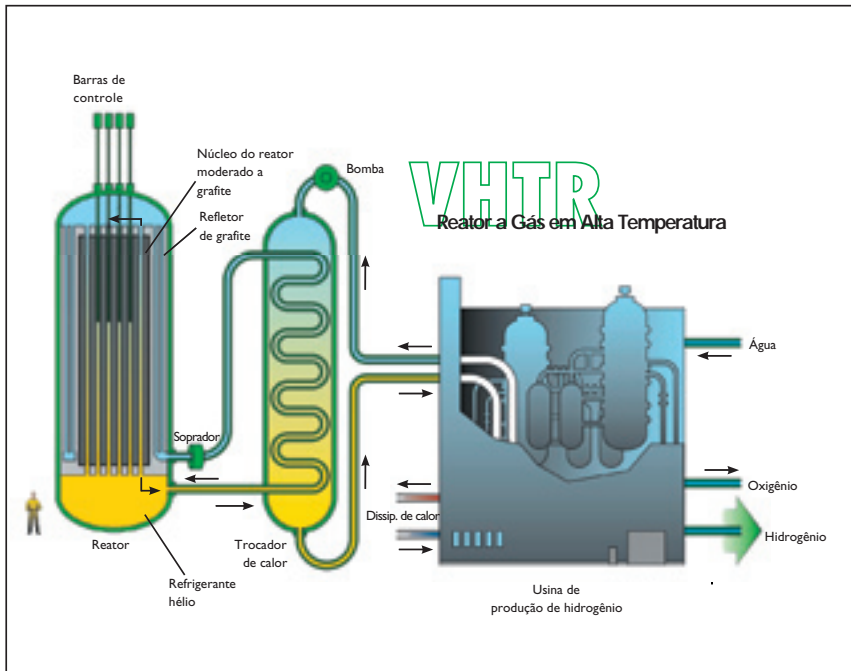 Barras de
controle
Núcleo do reator
moderado a
grafite
Refletor
de grafite
Bomba
VHTR
Reator a Gás em Alta Temperatura
Água
Soprador
Oxigênio
Dissip. de calor
Hidrogênio
Reator
Trocador
de calor
Refrigerante
hélio
Usina de
produção de hidrogênio